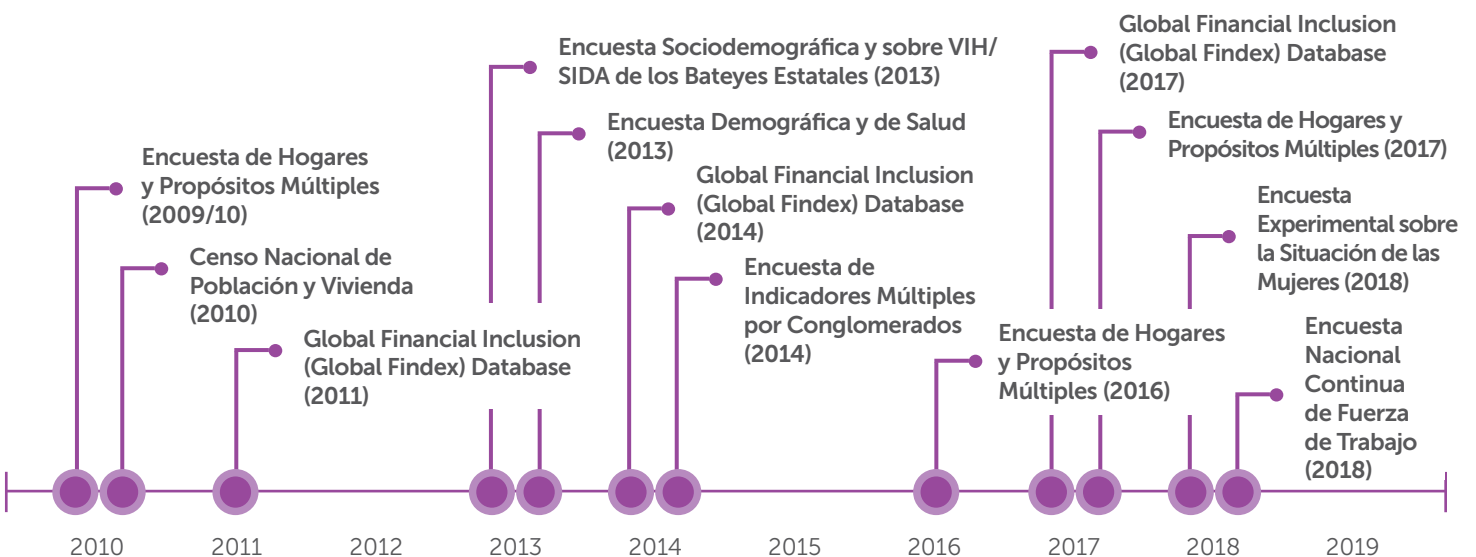 Encuesta de Hogares
y Propósitos Múltiples
(2009/10)
Censo Nacional de
Población y Vivienda
(2010)
Global Financial Inclusion
(Global Findex) Database
(2011)
Encuesta Sociodemográfica y sobre VIH/
SIDA de los Bateyes Estatales (2013)
Encuesta Demográfica y de Salud
(2013)
Global Financial Inclusion
(Global Findex) Database
(2014)
Encuesta de
Indicadores Múltiples
por Conglomerados
(2014)
Encuesta de Hogares
y Propósitos
Múltiples (2016)
Global Financial Inclusion
(Global Findex) Database
(2017)
Encuesta de Hogares y
Propósitos Múltiples (2017)
Encuesta
Experimental sobre
la Situación de las
Mujeres (2018)
Encuesta
Nacional
Continua
de Fuerza
de Trabajo
(2018)
2010 2011 2012 2013 2014 2015 2016 2017 2018 2019